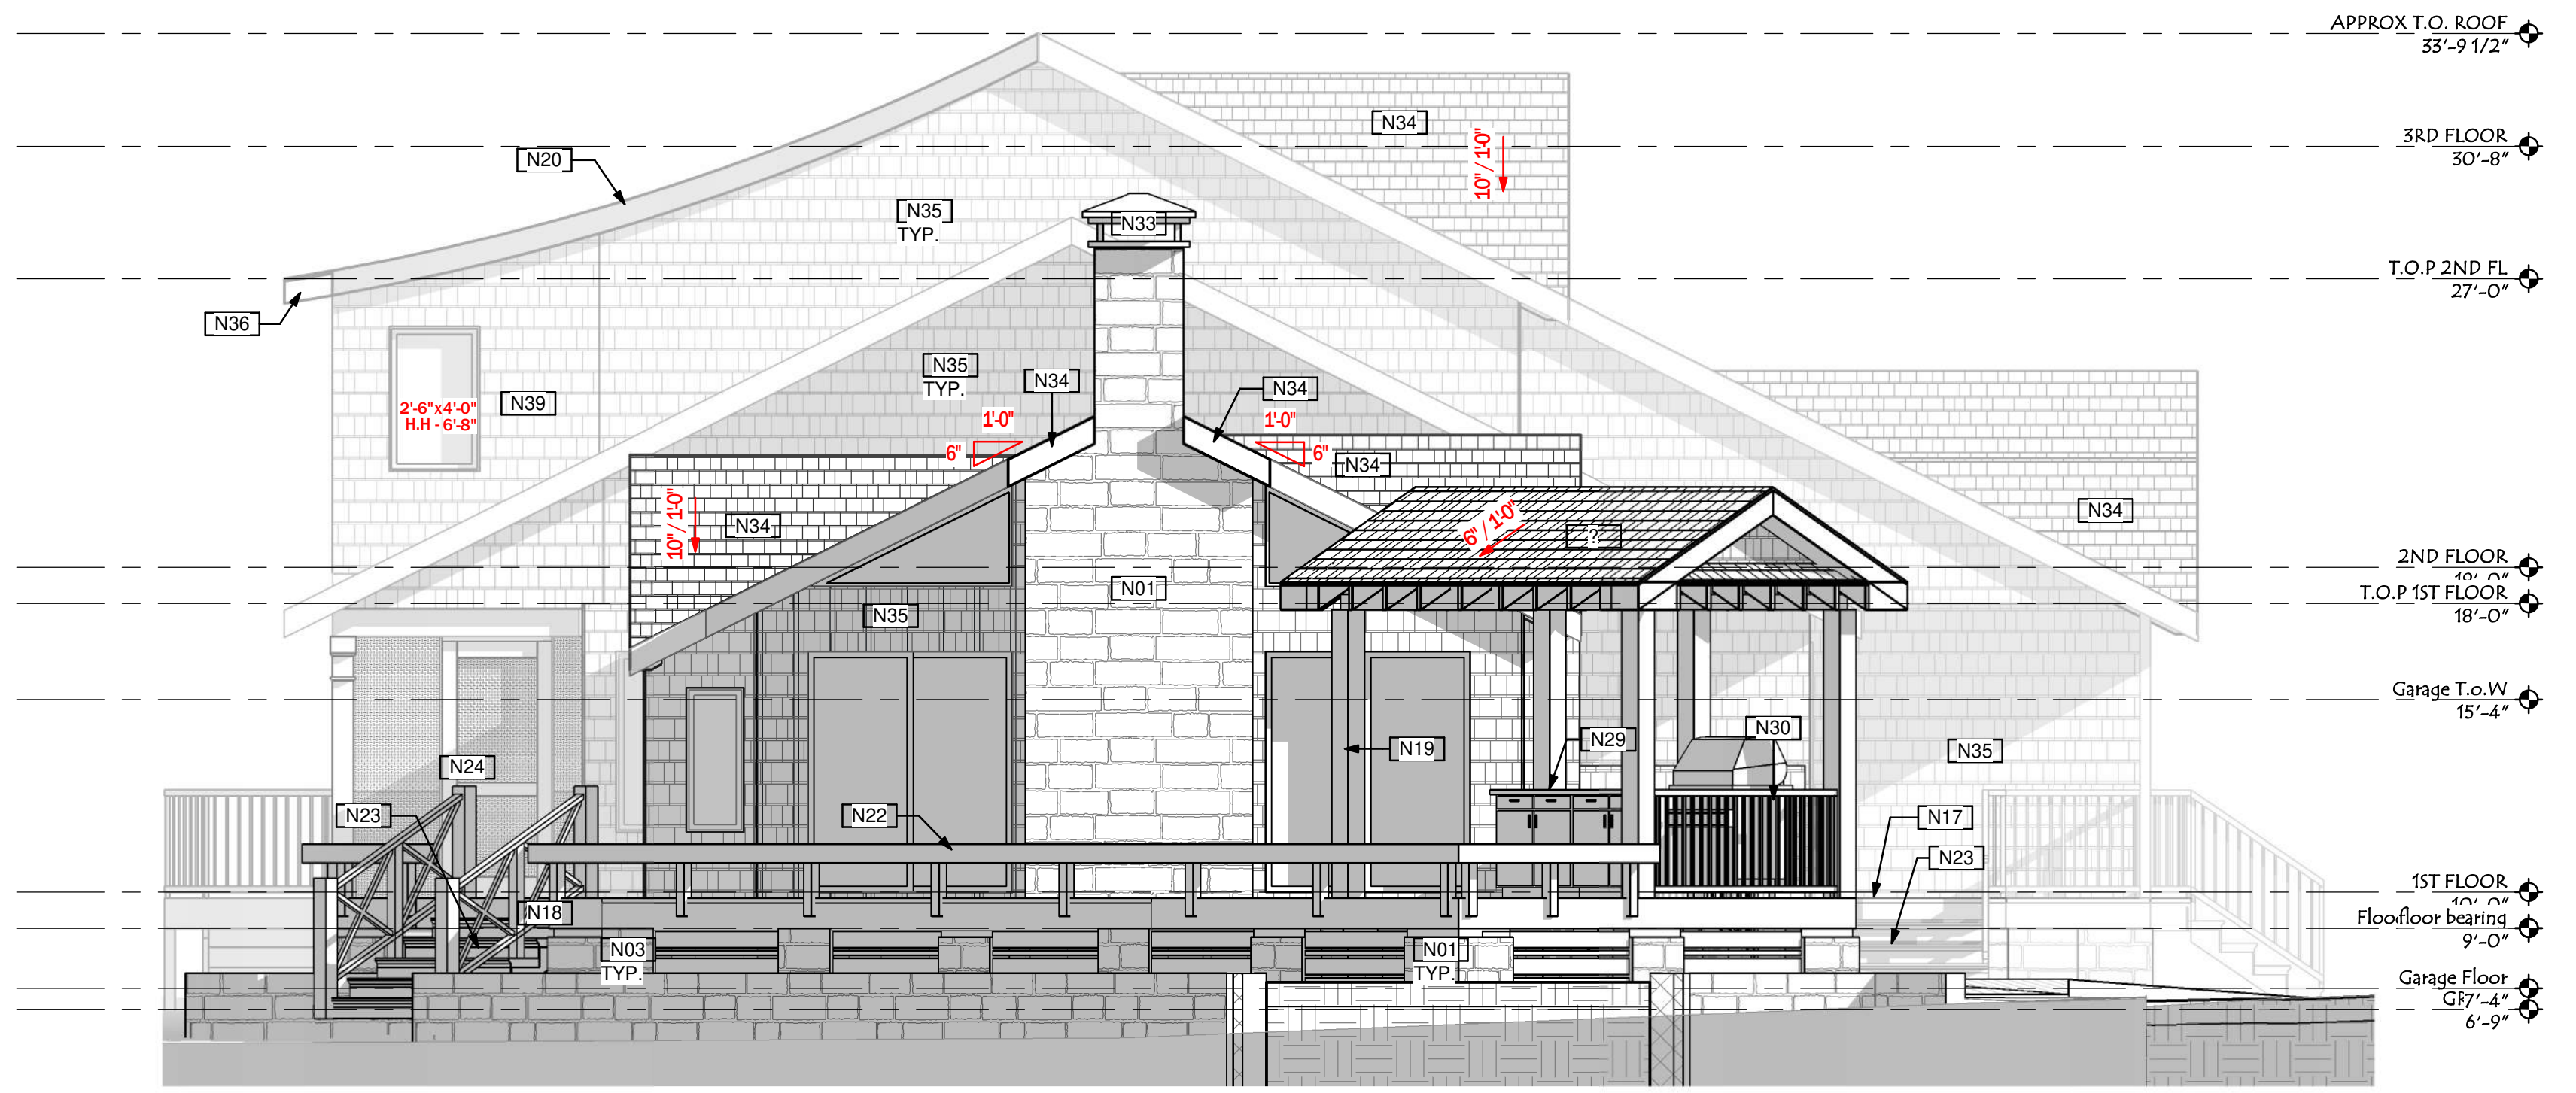 APPROX T.O. ROOF
33'-9 1/2"
N34
10" / 1'-0"
3RD FLOOR
30'-8"
N20
N35
TYP.
N33
T.O.P 2ND FL
27'-0"
N36
N35
TYP.
N34
N34
2'-6"x4'-0"
H.H - 6'-8"
N39
1'-0"
6"
1'-0"
6"
N34
10" / 1'-0"
N34
6" / 1'-0"
?
N34
2ND FLOOR
T.O.P 1ST FLOOR
18'-0"
N01
N35
Garage T.o.W
15'-4"
N19
N29
N30
N35
N24
N23
N22
N17
N23
1ST FLOOR
N18
floor bearing
9'-0"
N03
TYP.
N01
TYP.
Garage Floor
7'-4"
6'-9"